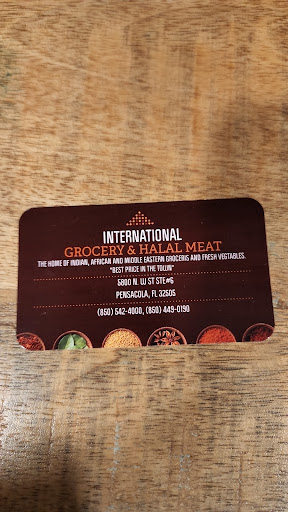 INTERNATIONAL
GROCERY & HALAL MEAT
THE HOME OF INDIAN, AFRICAN AND MIDDLE EASTERN GROCERIS AND FRESH VEGTABLES.
"BEST PRICE IN THE TOWN"
5800 N. W ST STE#6
PENSACOLA, FL 32505
(850) 542-4000, (850) 449-0190